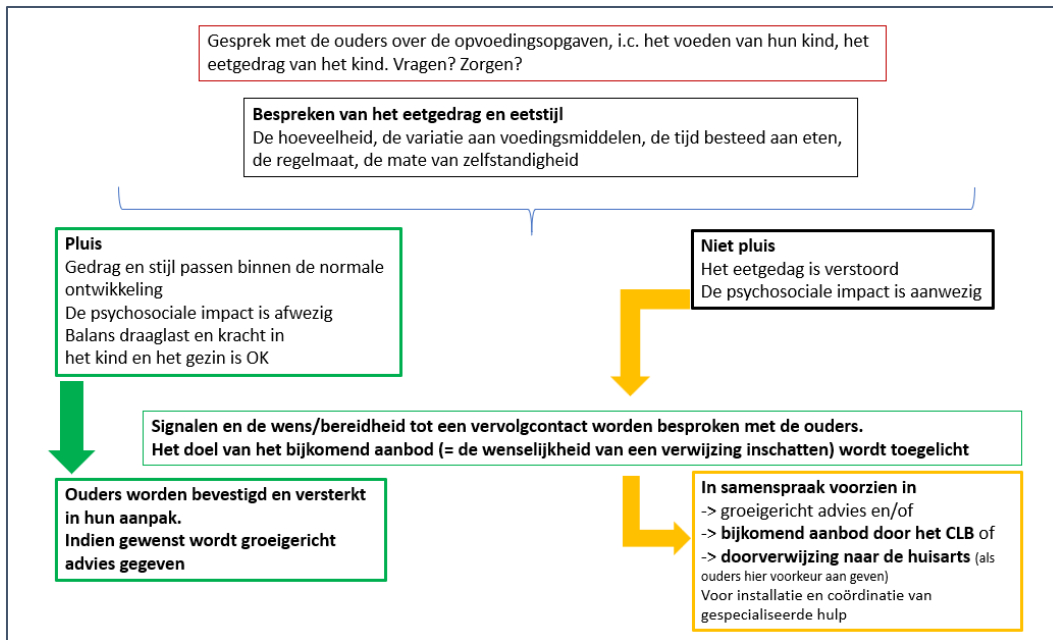 Gesprek met de ouders over de opvoedingsopgaven, i.c. het voeden van hun kind, het
eetgedrag van het kind. Vragen? Zorgen?
Bespreken van het eetgedrag en eetstijl
De hoeveelheid, de variatie aan voedingsmiddelen, de tijd besteed aan eten,
de regelmaat, de mate van zelfstandigheid
Pluis
Gedrag en stijl passen binnen de normale
ontwikkeling
De psychosociale impact is afwezig
Balans draaglast en kracht in
het kind en het gezin is OK
Niet pluis
Het eetgedag is verstoord
De psychosociale impact is aanwezig
Signalen en de wens/bereidheid tot een vervolgcontact worden besproken met de ouders.
Het doel van het bijkomend aanbod (= de wenselijkheid van een verwijzing inschatten) wordt toegelicht
Ouders worden bevestigd en versterkt
in hun aanpak.
Indien gewenst wordt groeigericht
advies gegeven
In samenspraak voorzien in
-> groeigericht advies en/of
-> bijkomend aanbod door het CLB of
-> doorverwijzing naar de huisarts (als
ouders hier voorkeur aan geven)
Voor installatie en coördinatie van
gespecialiseerde hulp